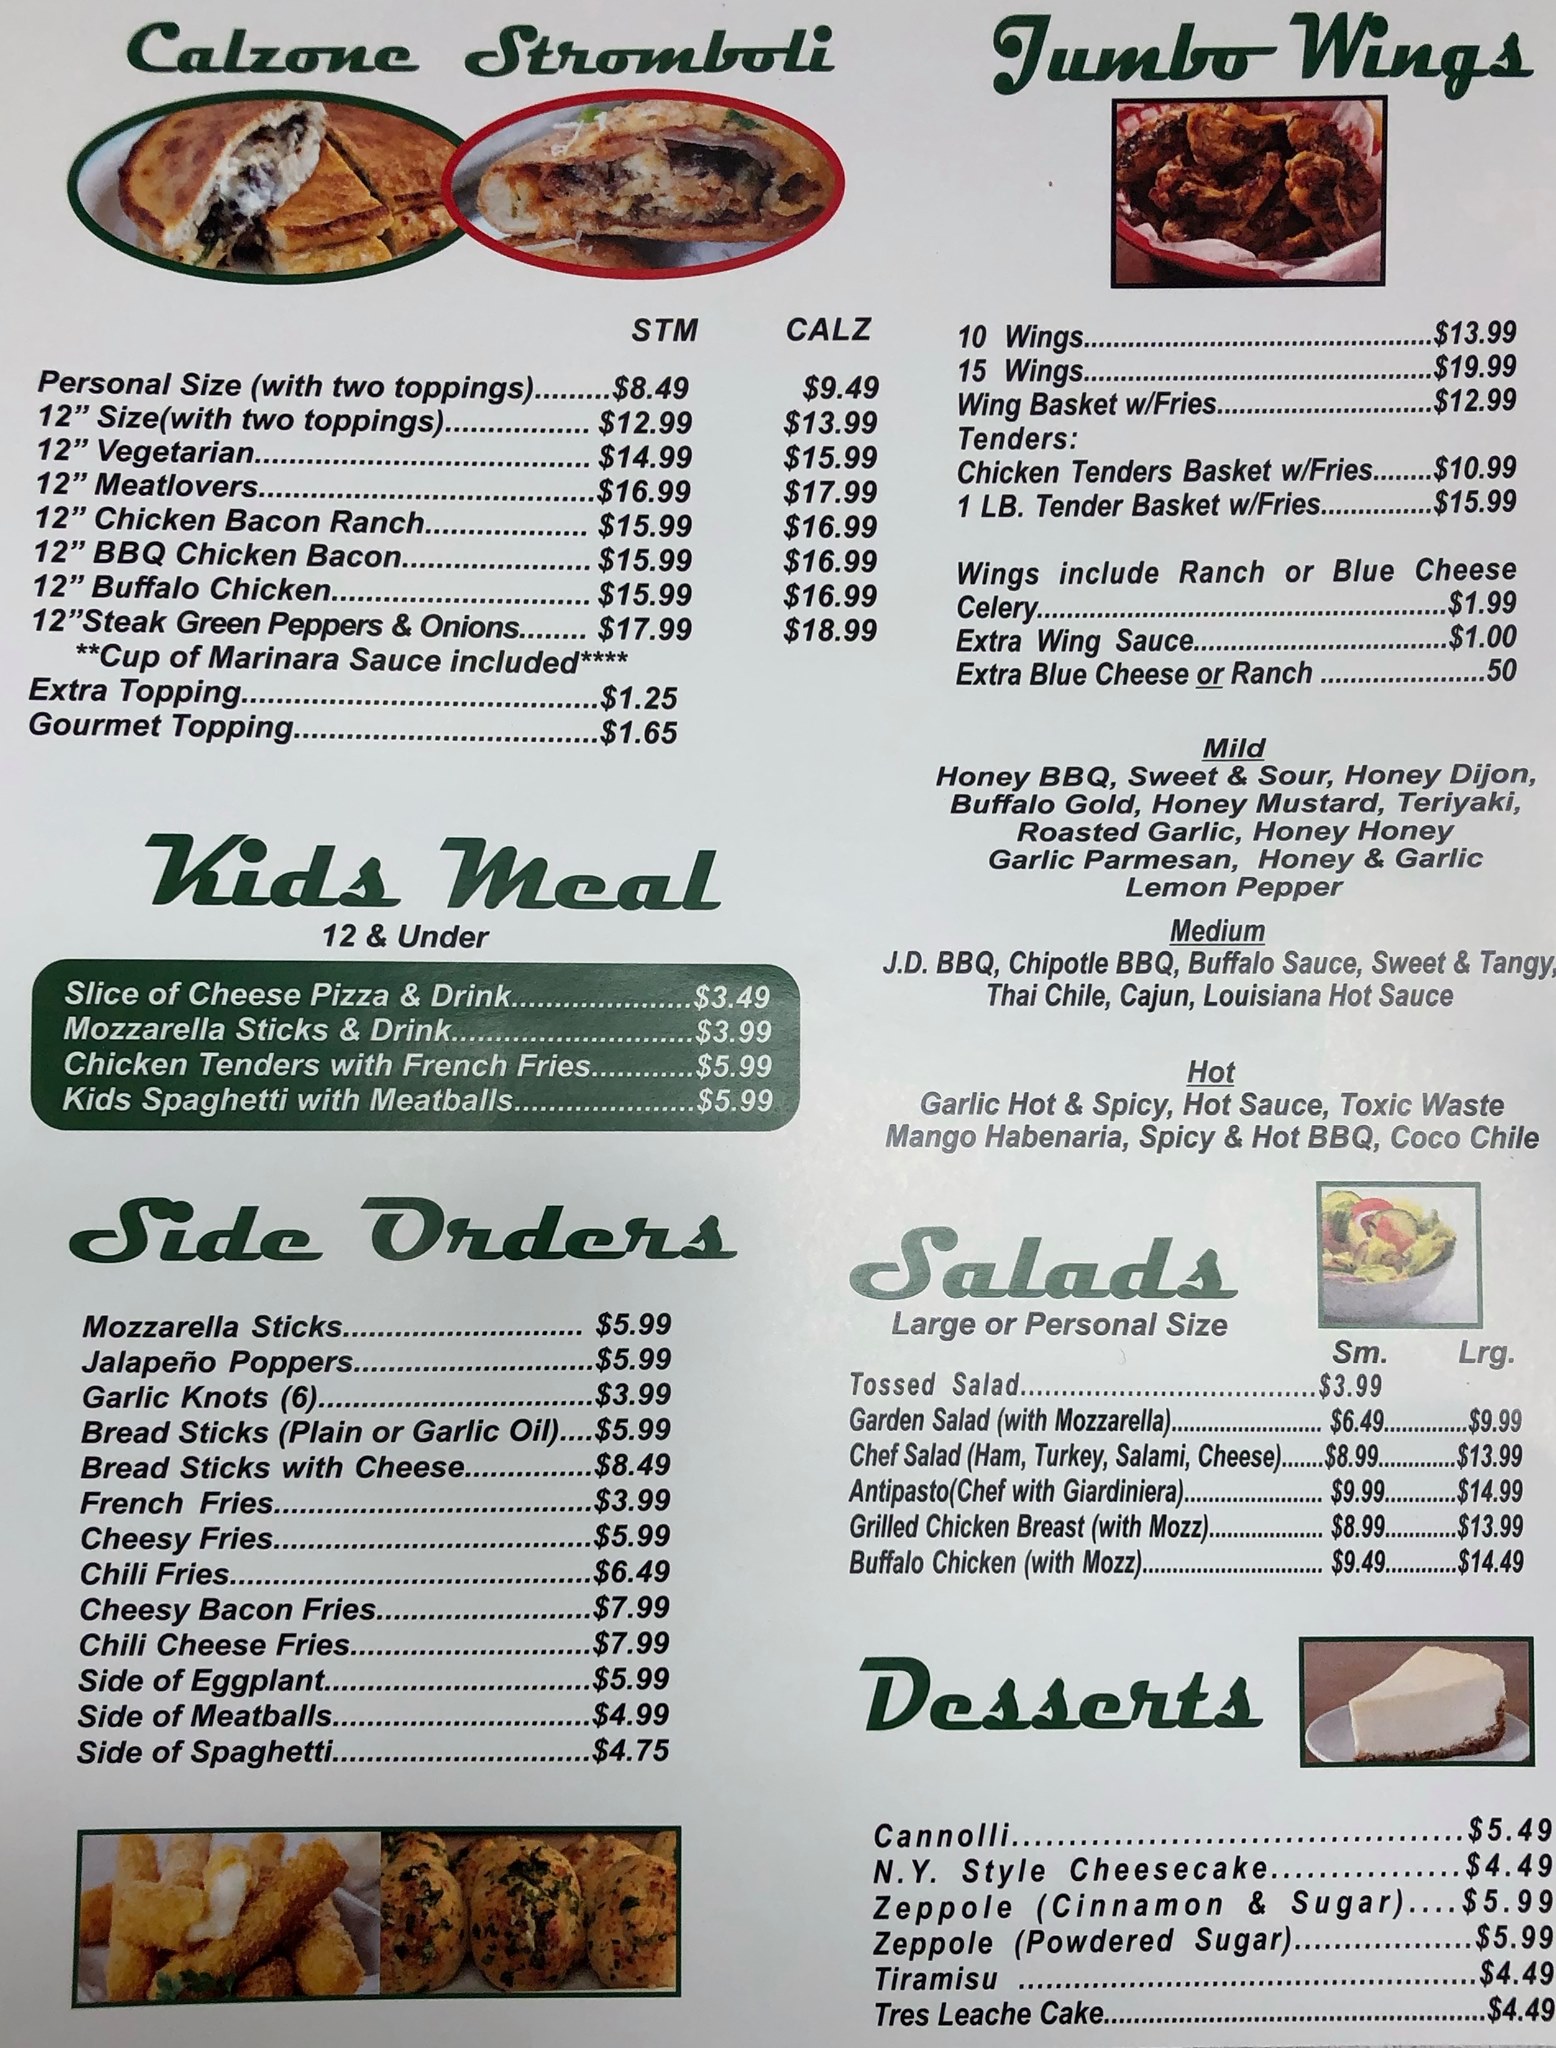 Calzone Stromboli
STM CALZ
Personal Size (with two toppings).........$8.49 $9.49
12” Size(with two toppings)................. $12.99 $13.99
12” Vegetarian....................................... $14.99 $15.99
12” Meatlovers.......................................$16.99 $17.99
12” Chicken Bacon Ranch................... $15.99 $16.99
12” BBQ Chicken Bacon...................... $15.99 $16.99
12” Buffalo Chicken.............................. $15.99 $16.99
12”Steak Green Peppers & Onions........ $17.99 $18.99
**Cup of Marinara Sauce included****
Extra Topping.........................................$1.25
Gourmet Topping...................................$1.65
Kids Meal
12 & Under
Slice of Cheese Pizza & Drink.....................$3.49
Mozzarella Sticks & Drink............................$3.99
Chicken Tenders with French Fries............$5.99
Kids Spaghetti with Meatballs.....................$5.99
Side Orders
Mozzarella Sticks............................ $5.99
Jalapeño Poppers............................$5.99
Garlic Knots (6)................................$3.99
Bread Sticks (Plain or Garlic Oil)....$5.99
Bread Sticks with Cheese...............$8.49
French Fries.....................................$3.99
Cheesy Fries.....................................$5.99
Chili Fries..........................................$6.49
Cheesy Bacon Fries.........................$7.99
Chili Cheese Fries............................$7.99
Side of Eggplant...............................$5.99
Side of Meatballs..............................$4.99
Side of Spaghetti..............................$4.75
Jumbo Wings
10 Wings...............................................$13.99
15 Wings...............................................$19.99
Wing Basket w/Fries.............................$12.99
Tenders:
Chicken Tenders Basket w/Fries........$10.99
1 LB. Tender Basket w/Fries...............$15.99
Wings include Ranch or Blue Cheese
Celery.......................................................$1.99
Extra Wing Sauce..................................$1.00
Extra Blue Cheese or Ranch ......................50
Mild
Honey BBQ, Sweet & Sour, Honey Dijon,
Buffalo Gold, Honey Mustard, Teriyaki,
Roasted Garlic, Honey Honey
Garlic Parmesan, Honey & Garlic
Lemon Pepper
Medium
J.D. BBQ, Chipotle BBQ, Buffalo Sauce, Sweet & Tangy,
Thai Chile, Cajun, Louisiana Hot Sauce
Hot
Garlic Hot & Spicy, Hot Sauce, Toxic Waste
Mango Habenaria, Spicy & Hot BBQ, Coco Chile
Salads
Large or Personal Size
Sm. Lrg.
Tossed Salad....................................$3.99
Garden Salad (with Mozzarella)........................... $6.49..............$9.99
Chef Salad (Ham, Turkey, Salami, Cheese).......$8.99.............$13.99
Antipasto(Chef with Giardiniera)........................ $9.99............$14.99
Grilled Chicken Breast (with Mozz).................... $8.99............$13.99
Buffalo Chicken (with Mozz)................................ $9.49............$14.49
Desserts
Cannolli.......................................$5.49
N.Y. Style Cheesecake................$4.49
Zeppole (Cinnamon & Sugar)....$5.99
Zeppole (Powdered Sugar)..................$5.99
Tiramisu ...............................................$4.49
Tres Leache Cake.....................................................$4.49